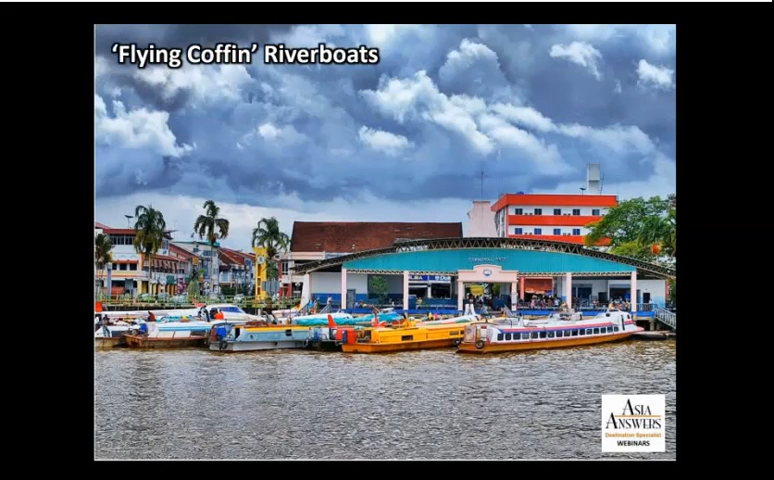 ‘Flying Coffin’ Riverboats
ASIA
ANSWERS
Destination Specialist
WEBINARS